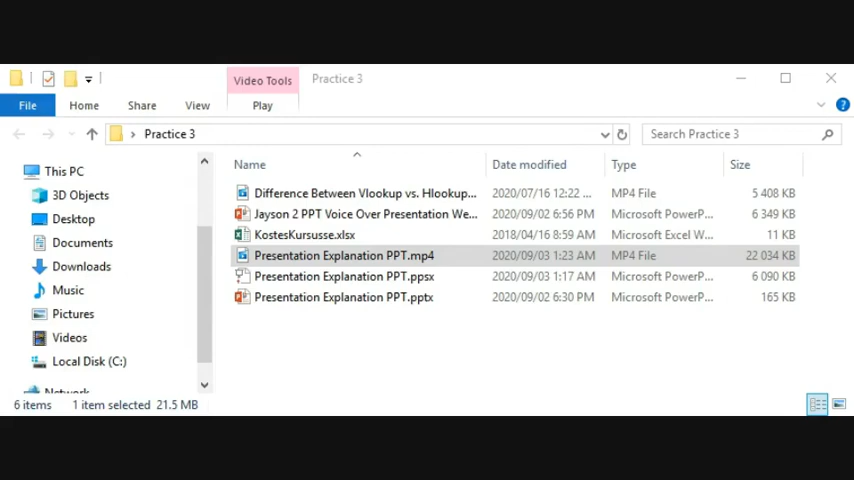 Video Tools Practice 3
File Home Share View Play
Practice 3 Search Practice 3
Name Date modified Type Size
This PC
3D Objects
Desktop
Documents
Downloads
Music
Pictures
Videos
Local Disk (C:)
Network
Difference Between Vlookup vs. Hlookup... 2020/07/16 12:22 ... MP4 File 5 408 KB
Jayson 2 PPT Voice Over Presentation We... 2020/09/02 6:56 PM Microsoft PowerP... 6 349 KB
KostesKursusse.xlsx 2018/04/16 8:59 AM Microsoft Excel W... 11 KB
Presentation Explanation PPT.mp4 2020/09/03 1:23 AM MP4 File 22 034 KB
Presentation Explanation PPT.ppsx 2020/09/03 1:17 AM Microsoft PowerP... 6 090 KB
Presentation Explanation PPT.pptx 2020/09/02 6:30 PM Microsoft PowerP... 165 KB
6 items 1 item selected 21.5 MB